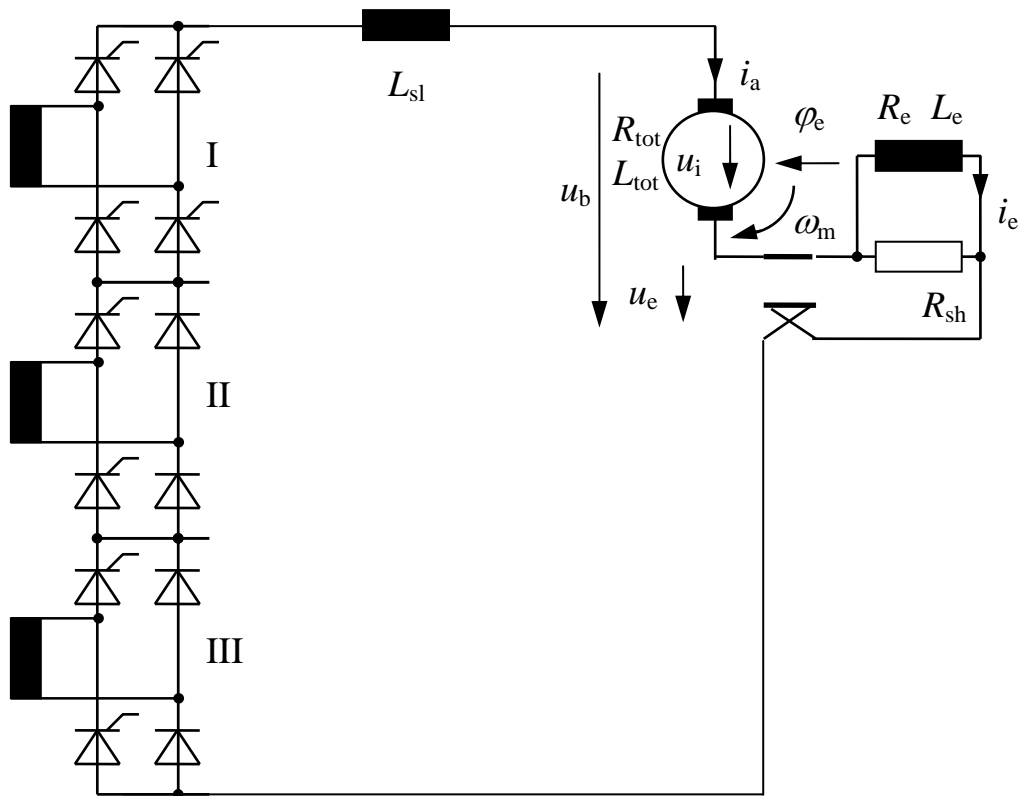 L_sl
i_a
R_tot
L_tot
u_i
φ_e
R_e L_e
I
u_b
ω_m
i_e
u_e
R_sh
II
III